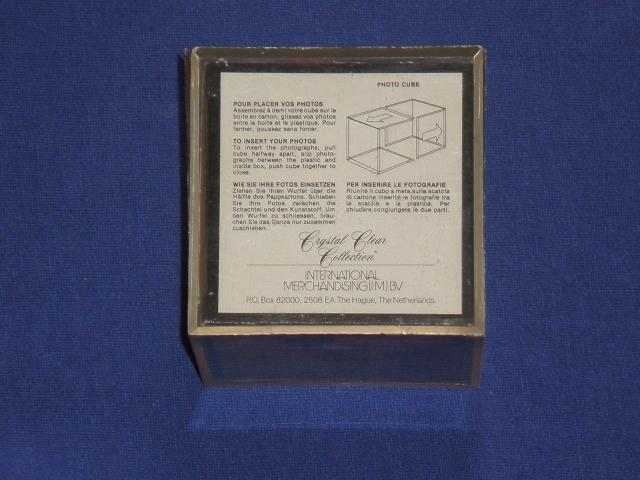 PHOTO CUBE
POUR PLACER VOS PHOTOS
Assemblez à demi votre cube sur la
boîte en carton, glissez vos photos
entre la boîte et le plastique. Pour
fermer, poussez sans forcer.
TO INSERT YOUR PHOTOS
To insert the photographs, pull
cube halfway apart, slip photo-
graphs between the plastic and
inside box, push cube together to
close.
WIE SIE IHRE FOTOS EINSETZEN
Ziehen Sie Ihren Würfel über die
Hälfte des Pappkartons. Schieben
Sie Ihre Fotos zwischen die
Schachtel und den Kunststoff. Um
den Würfel zu schliessen, brau-
chen Sie das Ganze nur zusammen
zuschieben.
PER INSERIRE LE FOTOGRAFIE
Riunite il cubo a metà sulla scatola
di cartone inserite le fotografie tra
la scatola e la plastica. Per
chiudere congiungete le due parti.
Crystal Clear
Collection
INTERNATIONAL
MERCHANDISING (I.M.) BV
P.O. Box 82000, 2508 EA The Hague, The Netherlands.